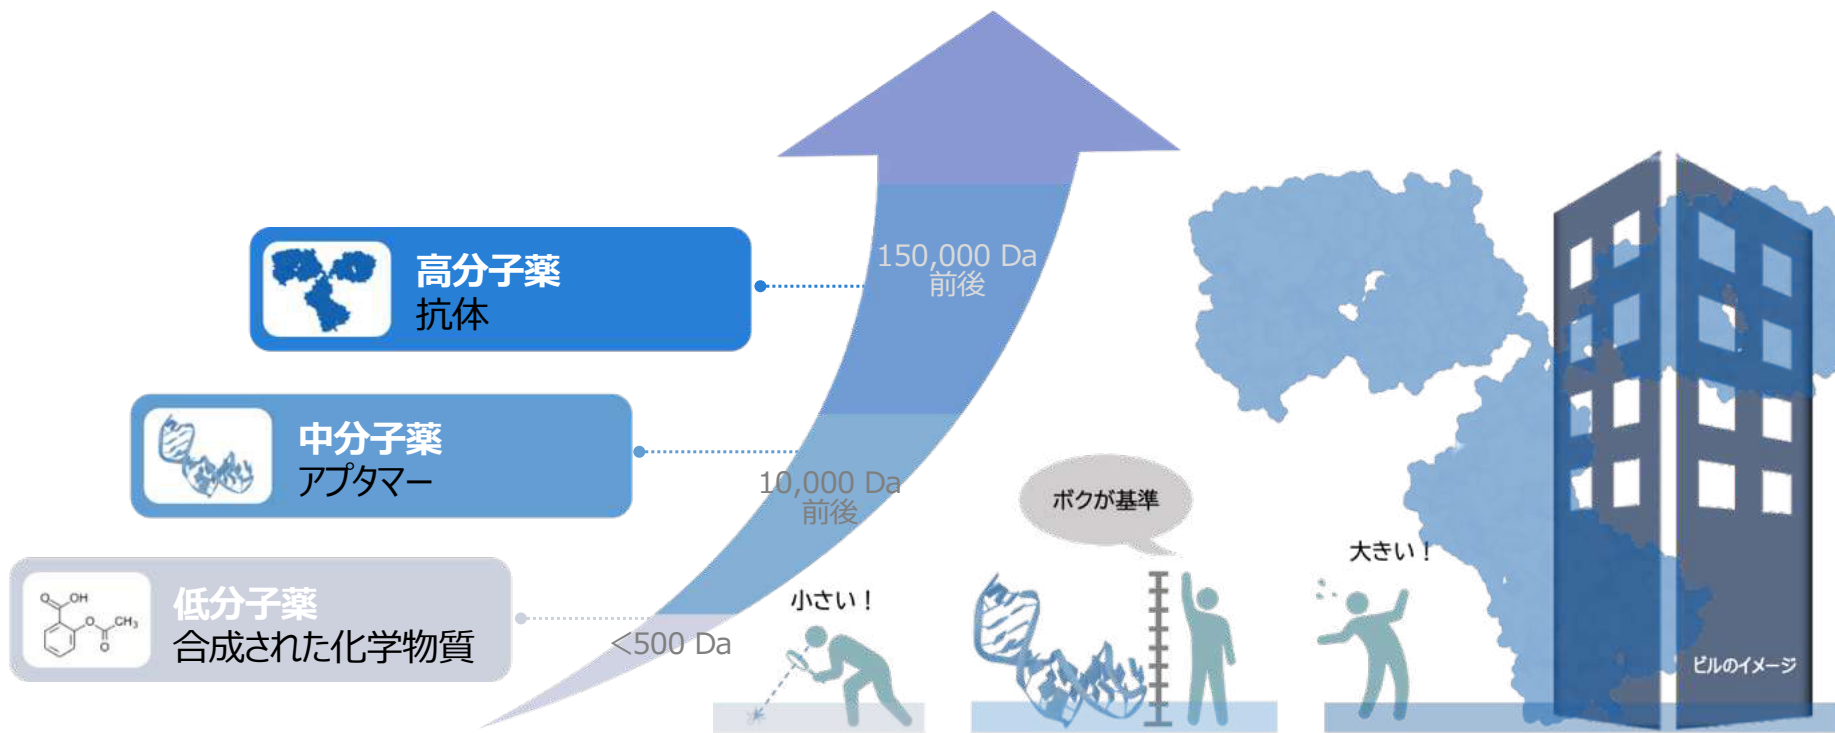 150,000 Da
前後
高分子薬
抗体
中分子薬
アプタマー
10,000 Da
前後
ボクが基準
大きい！
低分子薬
合成された化学物質
O
OH
O
CH₃
O
<500 Da
小さい！
ビルのイメージ